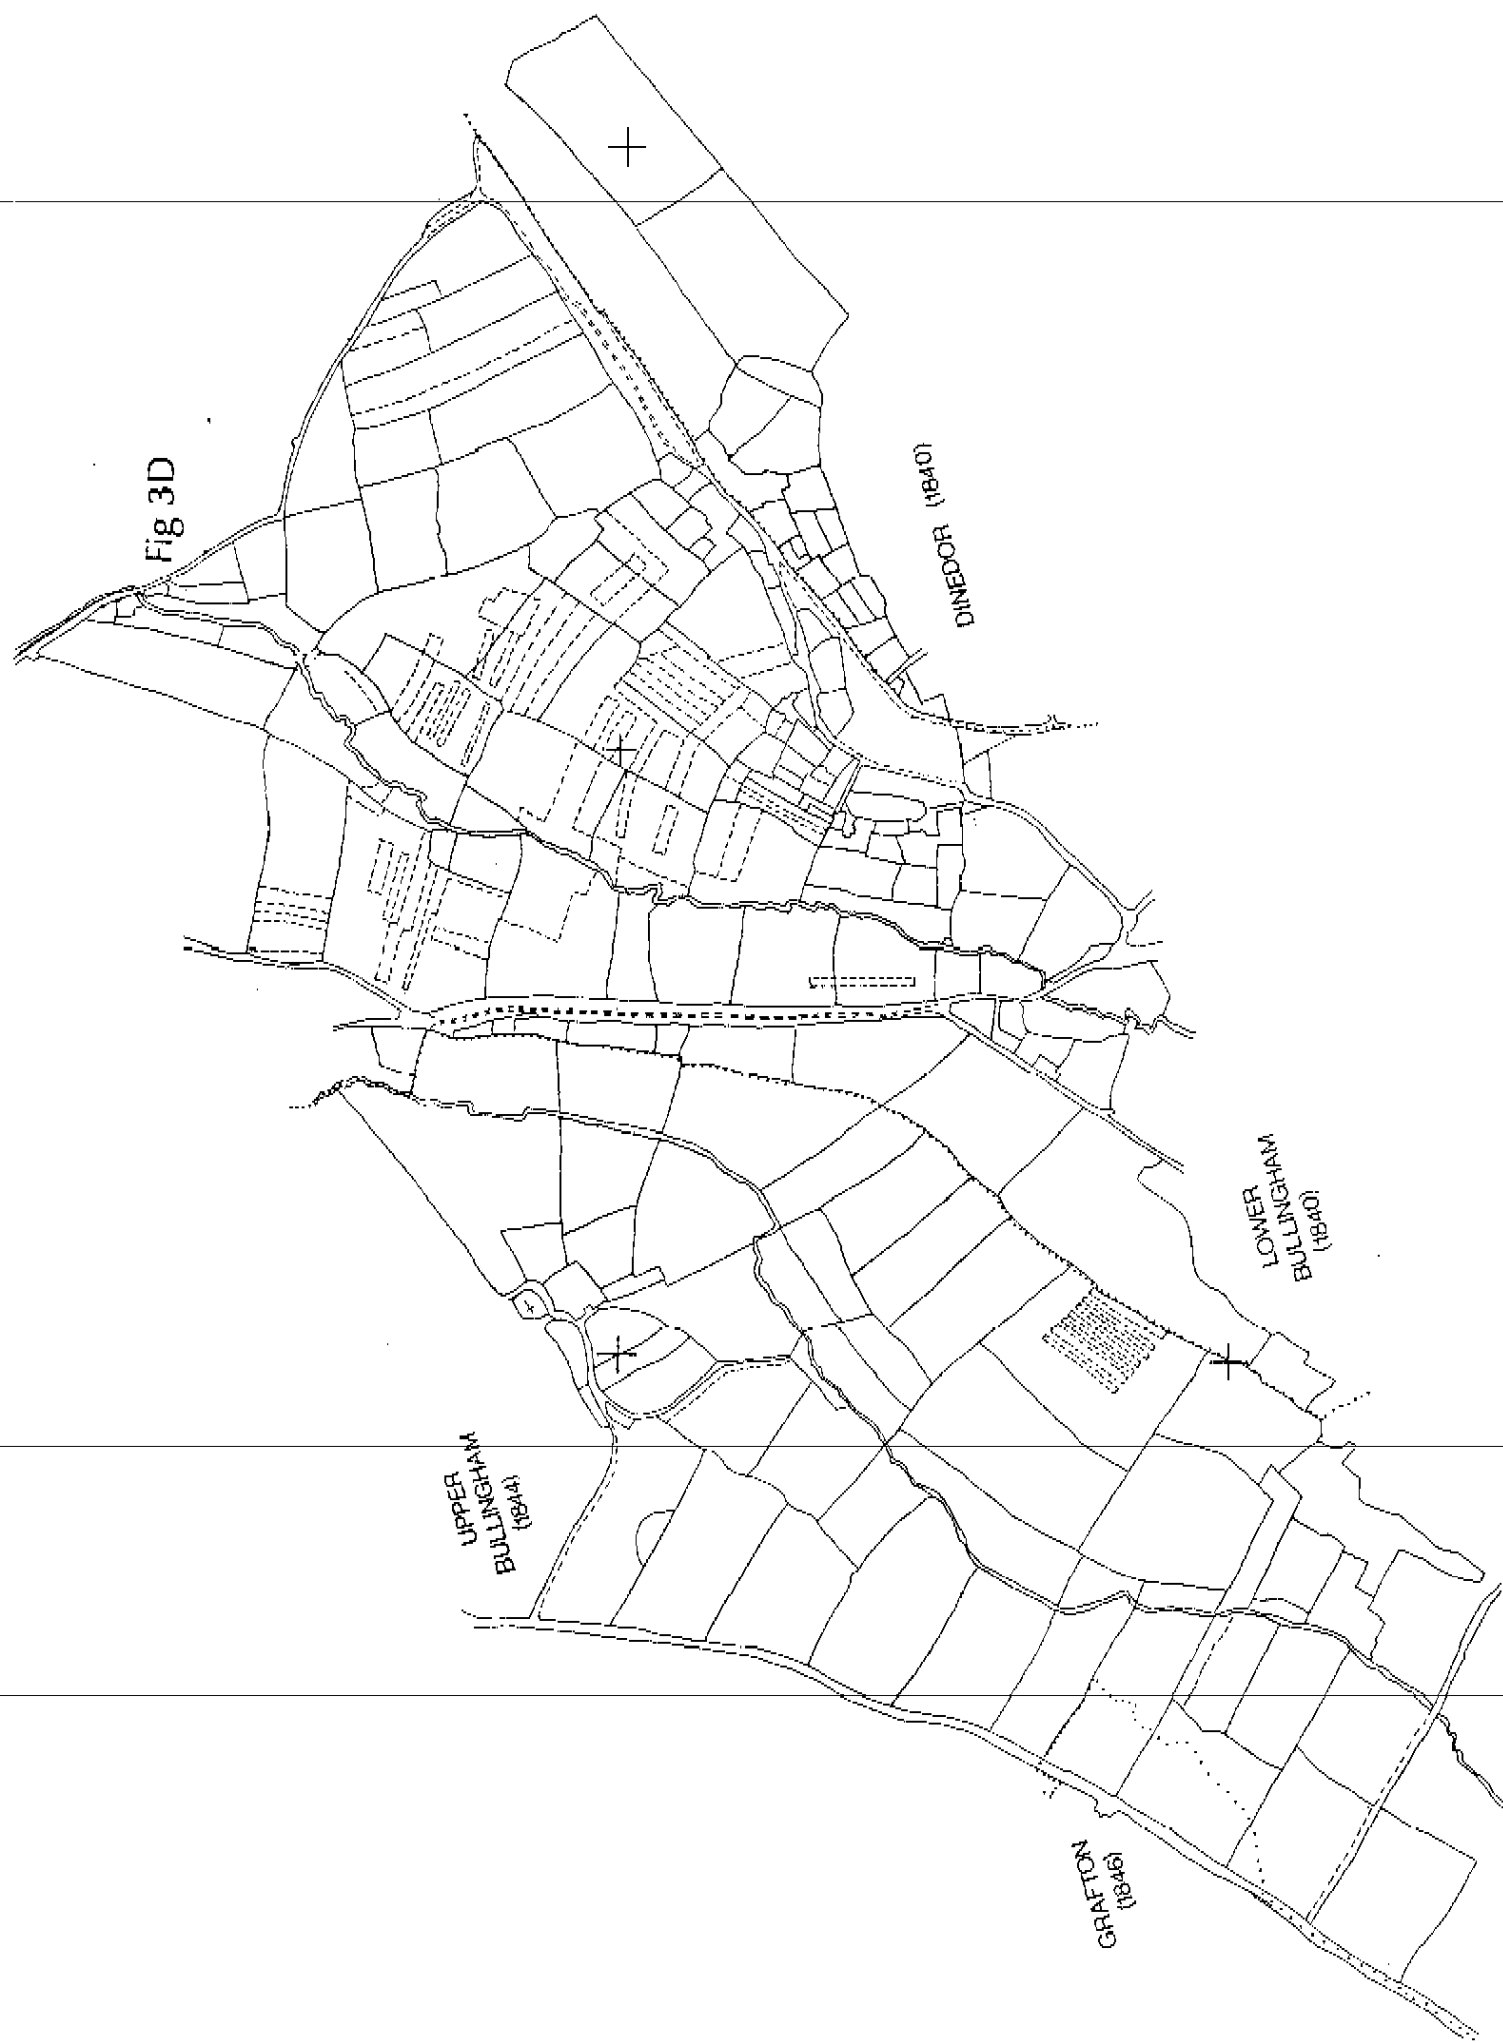 Fig 3D
DINEDOR (1840)
LOWER
BULLINGHAM
(1840)
UPPER
BULLINGHAM
(1844)
GRAFTON
(1846)